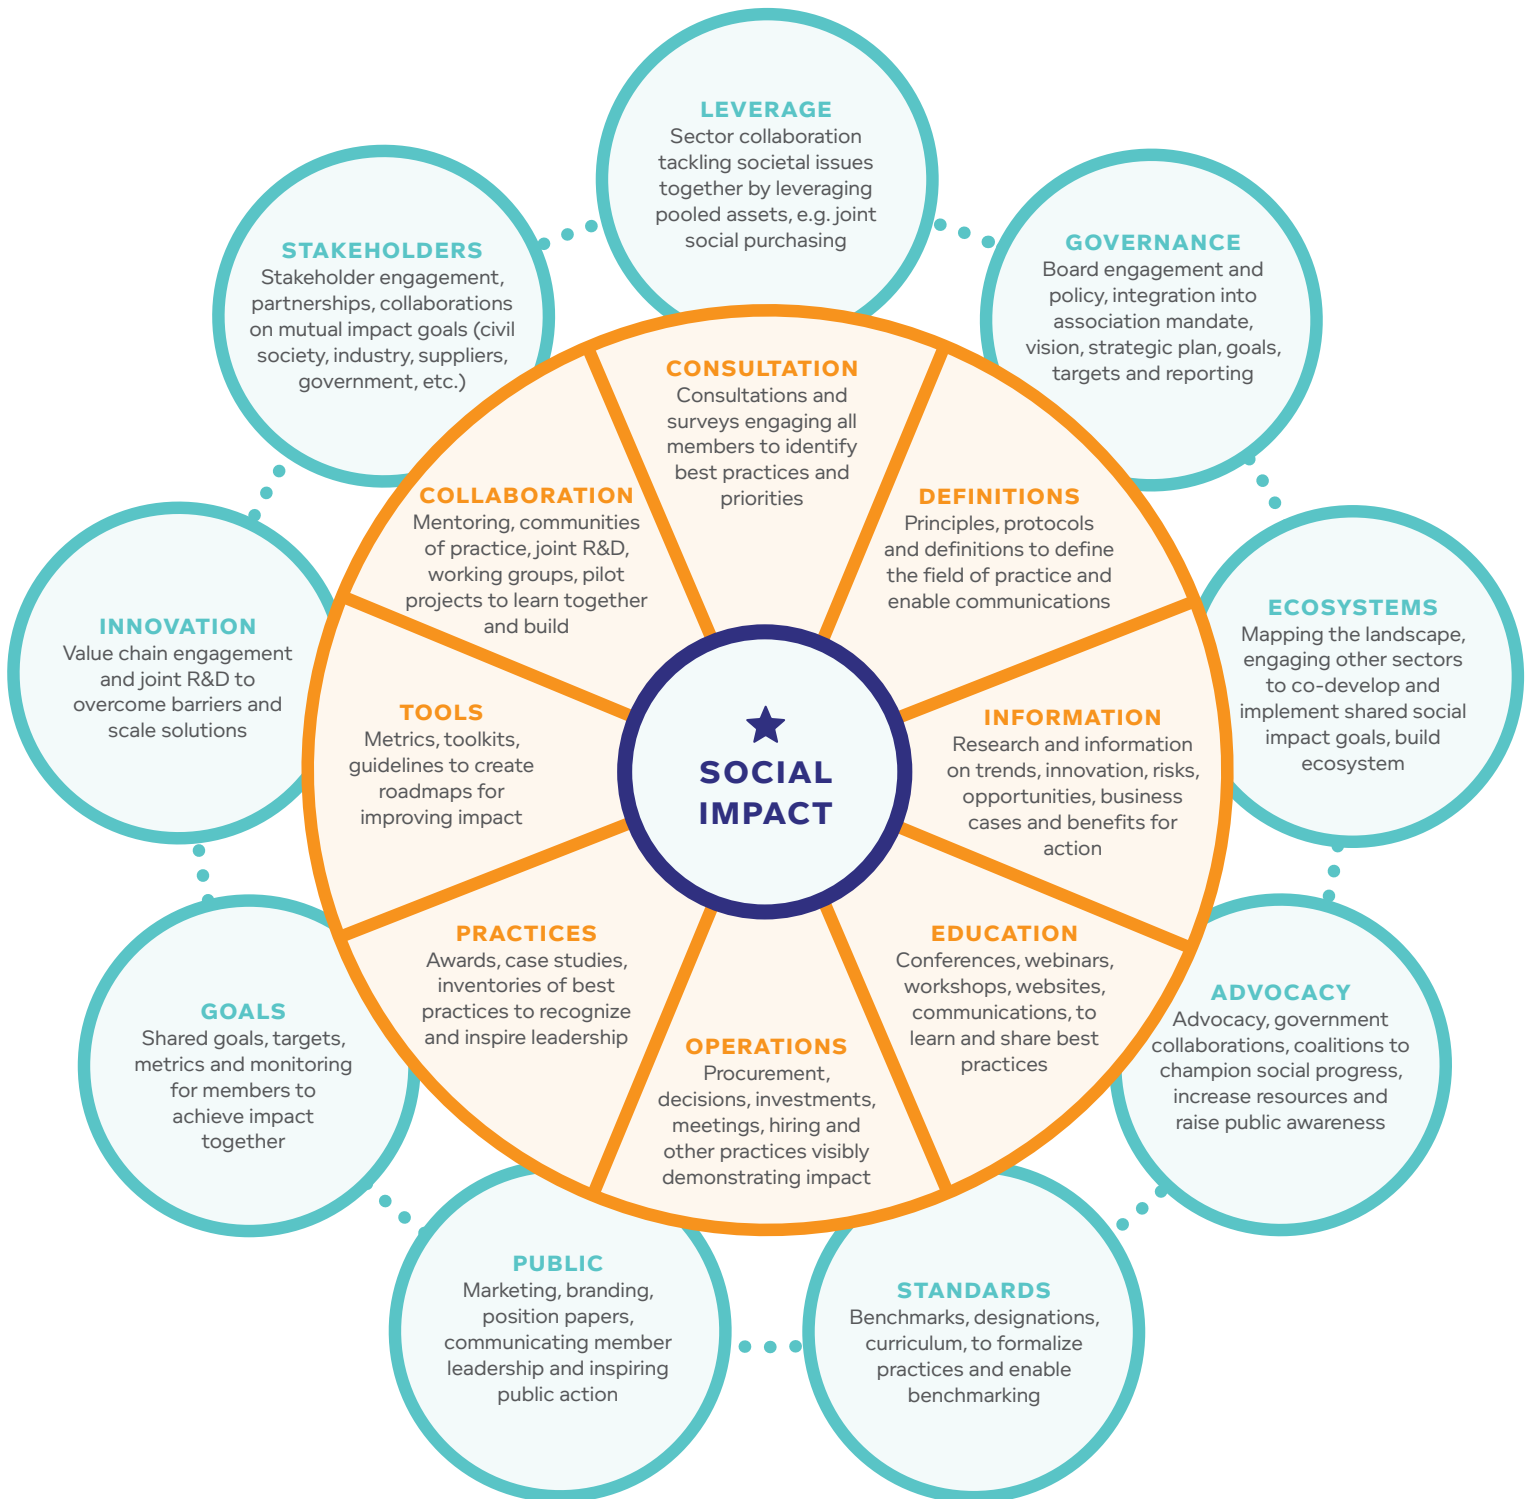 LEVERAGE
Sector collaboration
tackling societal issues
together by leveraging
pooled assets, e.g. joint
social purchasing
GOVERNANCE
Board engagement and
policy, integration into
association mandate,
vision, strategic plan, goals,
targets and reporting
ECOSYSTEMS
Mapping the landscape,
engaging other sectors
to co-develop and
implement shared social
impact goals, build
ecosystem
ADVOCACY
Advocacy, government
collaborations, coalitions to
champion social progress,
increase resources and
raise public awareness
STANDARDS
Benchmarks, designations,
curriculum, to formalize
practices and enable
benchmarking
PUBLIC
Marketing, branding,
position papers,
communicating member
leadership and inspiring
public action
GOALS
Shared goals, targets,
metrics and monitoring
for members to
achieve impact
together
INNOVATION
Value chain engagement
and joint R&D to
overcome barriers and
scale solutions
STAKEHOLDERS
Stakeholder engagement,
partnerships, collaborations
on mutual impact goals (civil
society, industry, suppliers,
government, etc.)
CONSULTATION
Consultations and
surveys engaging all
members to identify
best practices and
priorities
DEFINITIONS
Principles, protocols
and definitions to define
the field of practice and
enable communications
INFORMATION
Research and information
on trends, innovation, risks,
opportunities, business
cases and benefits for
action
EDUCATION
Conferences, webinars,
workshops, websites,
communications, to
learn and share best
practices
OPERATIONS
Procurement,
decisions, investments,
meetings, hiring and
other practices visibly
demonstrating impact
PRACTICES
Awards, case studies,
inventories of best
practices to recognize
and inspire leadership
TOOLS
Metrics, toolkits,
guidelines to create
roadmaps for
improving impact
COLLABORATION
Mentoring, communities
of practice, joint R&D,
working groups, pilot
projects to learn together
and build
SOCIAL
IMPACT